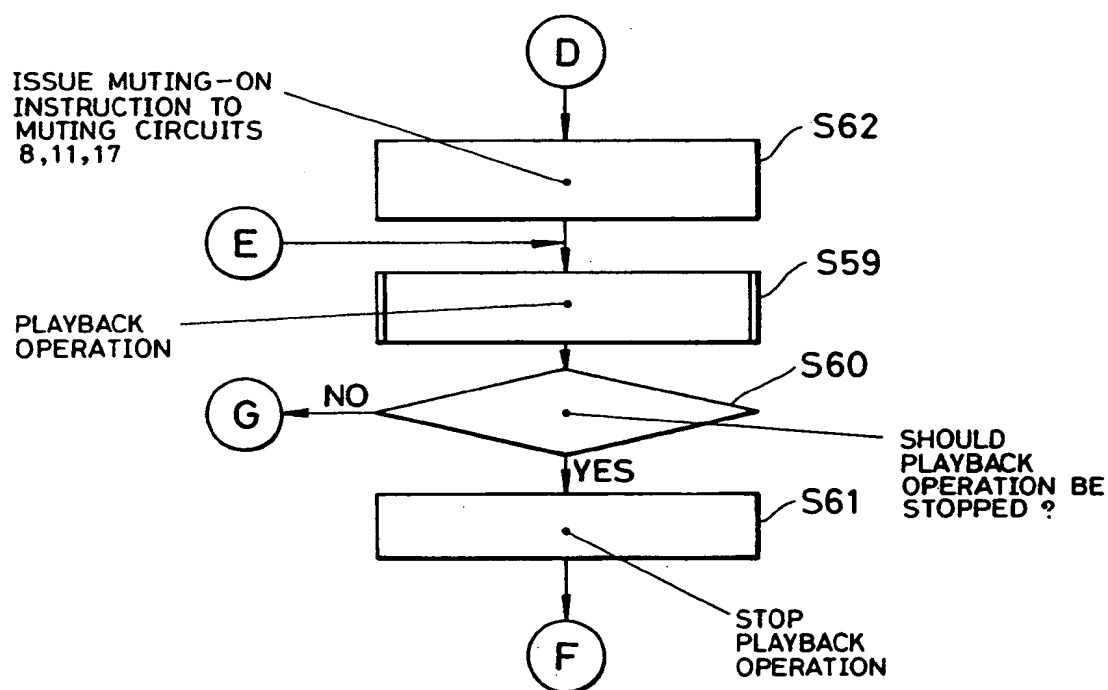 D
ISSUE MUTING-ON
INSTRUCTION TO
MUTING CIRCUITS
8,11,17
S62
E
S59
PLAYBACK
OPERATION
S60
G
NO
SHOULD
PLAYBACK
OPERATION BE
STOPPED ?
YES
S61
STOP
PLAYBACK
OPERATION
F